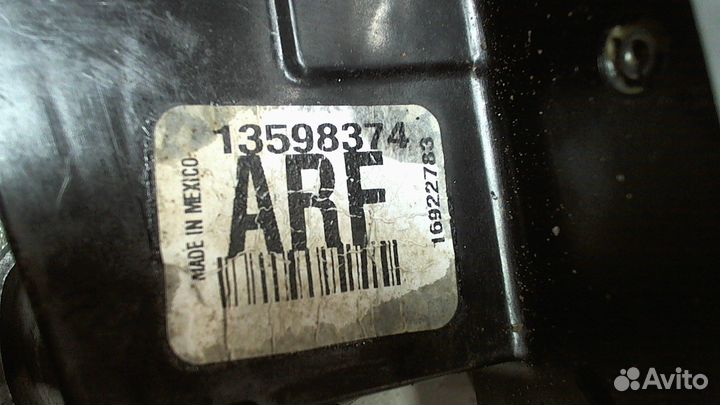 13598374
ARF
MADE IN MEXICO
16922783
Avito